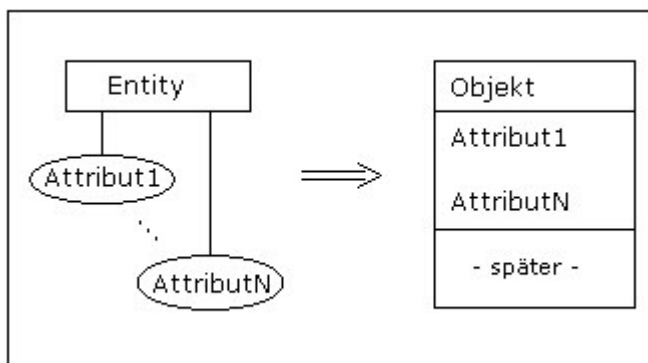 Entity
Attribut1
AttributN
Objekt
Attribut1
AttributN
- später -